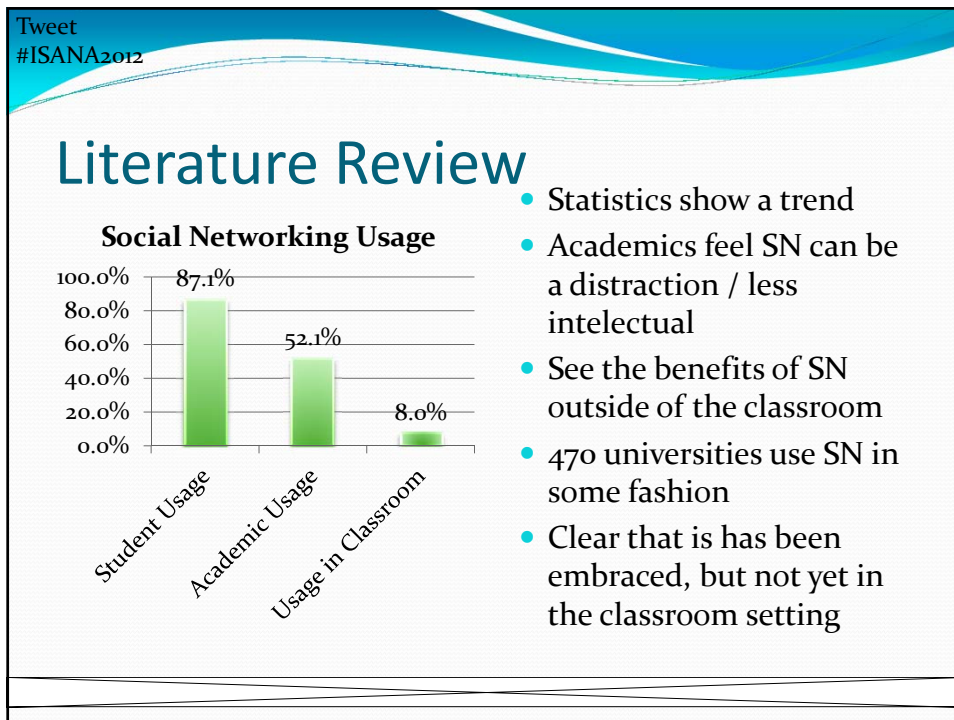 Tweet
#ISANA2012
Literature Review
Social Networking Usage
100.0%
80.0%
60.0%
40.0%
20.0%
0.0%
87.1%
52.1%
8.0%
Student Usage
Academic Usage
Usage in Classroom
Statistics show a trend
Academics feel SN can be
a distraction / less
intelectual
See the benefits of SN
outside of the classroom
470 universities use SN in
some fashion
Clear that is has been
embraced, but not yet in
the classroom setting